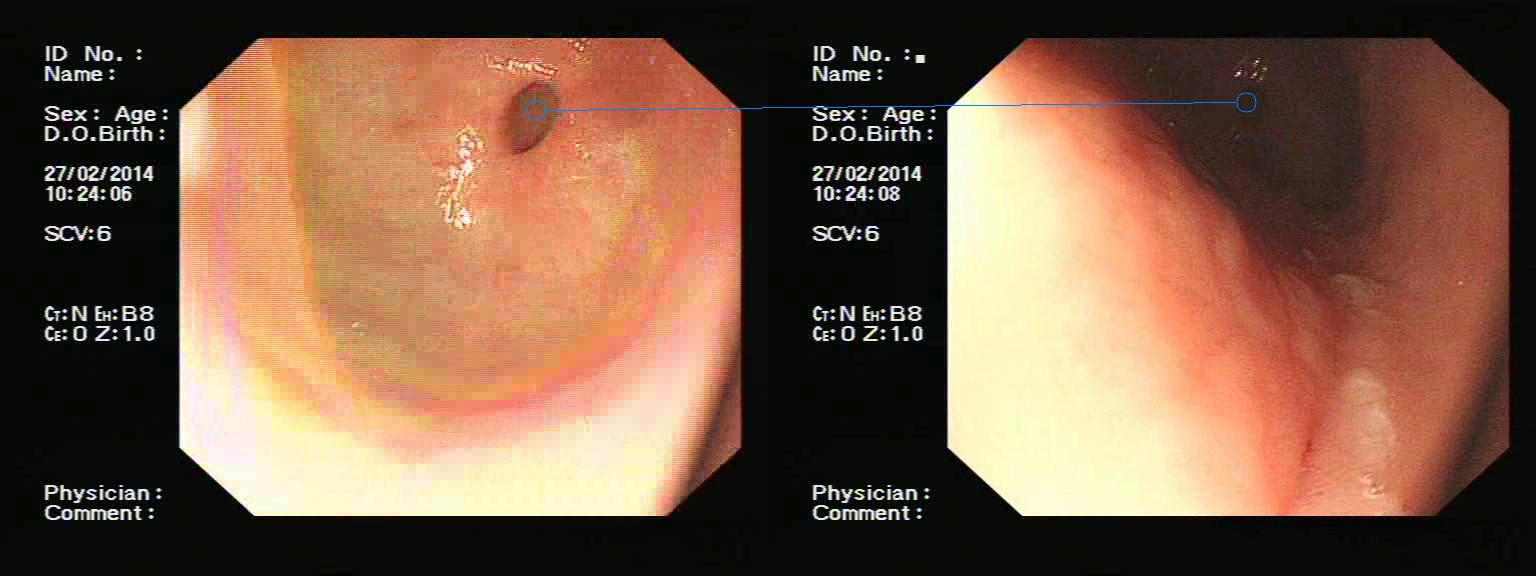 ID No. :
Name:
Sex: Age:
D.O.Birth:
27/02/2014
10:24:06
SCV:6
CT:N EH:B8
CE:0 Z:1.0
Physician:
Comment:
ID No. :
Name:
Sex: Age:
D.O.Birth:
27/02/2014
10:24:08
SCV:6
CT:N EH:B8
CE:0 Z:1.0
Physician:
Comment: